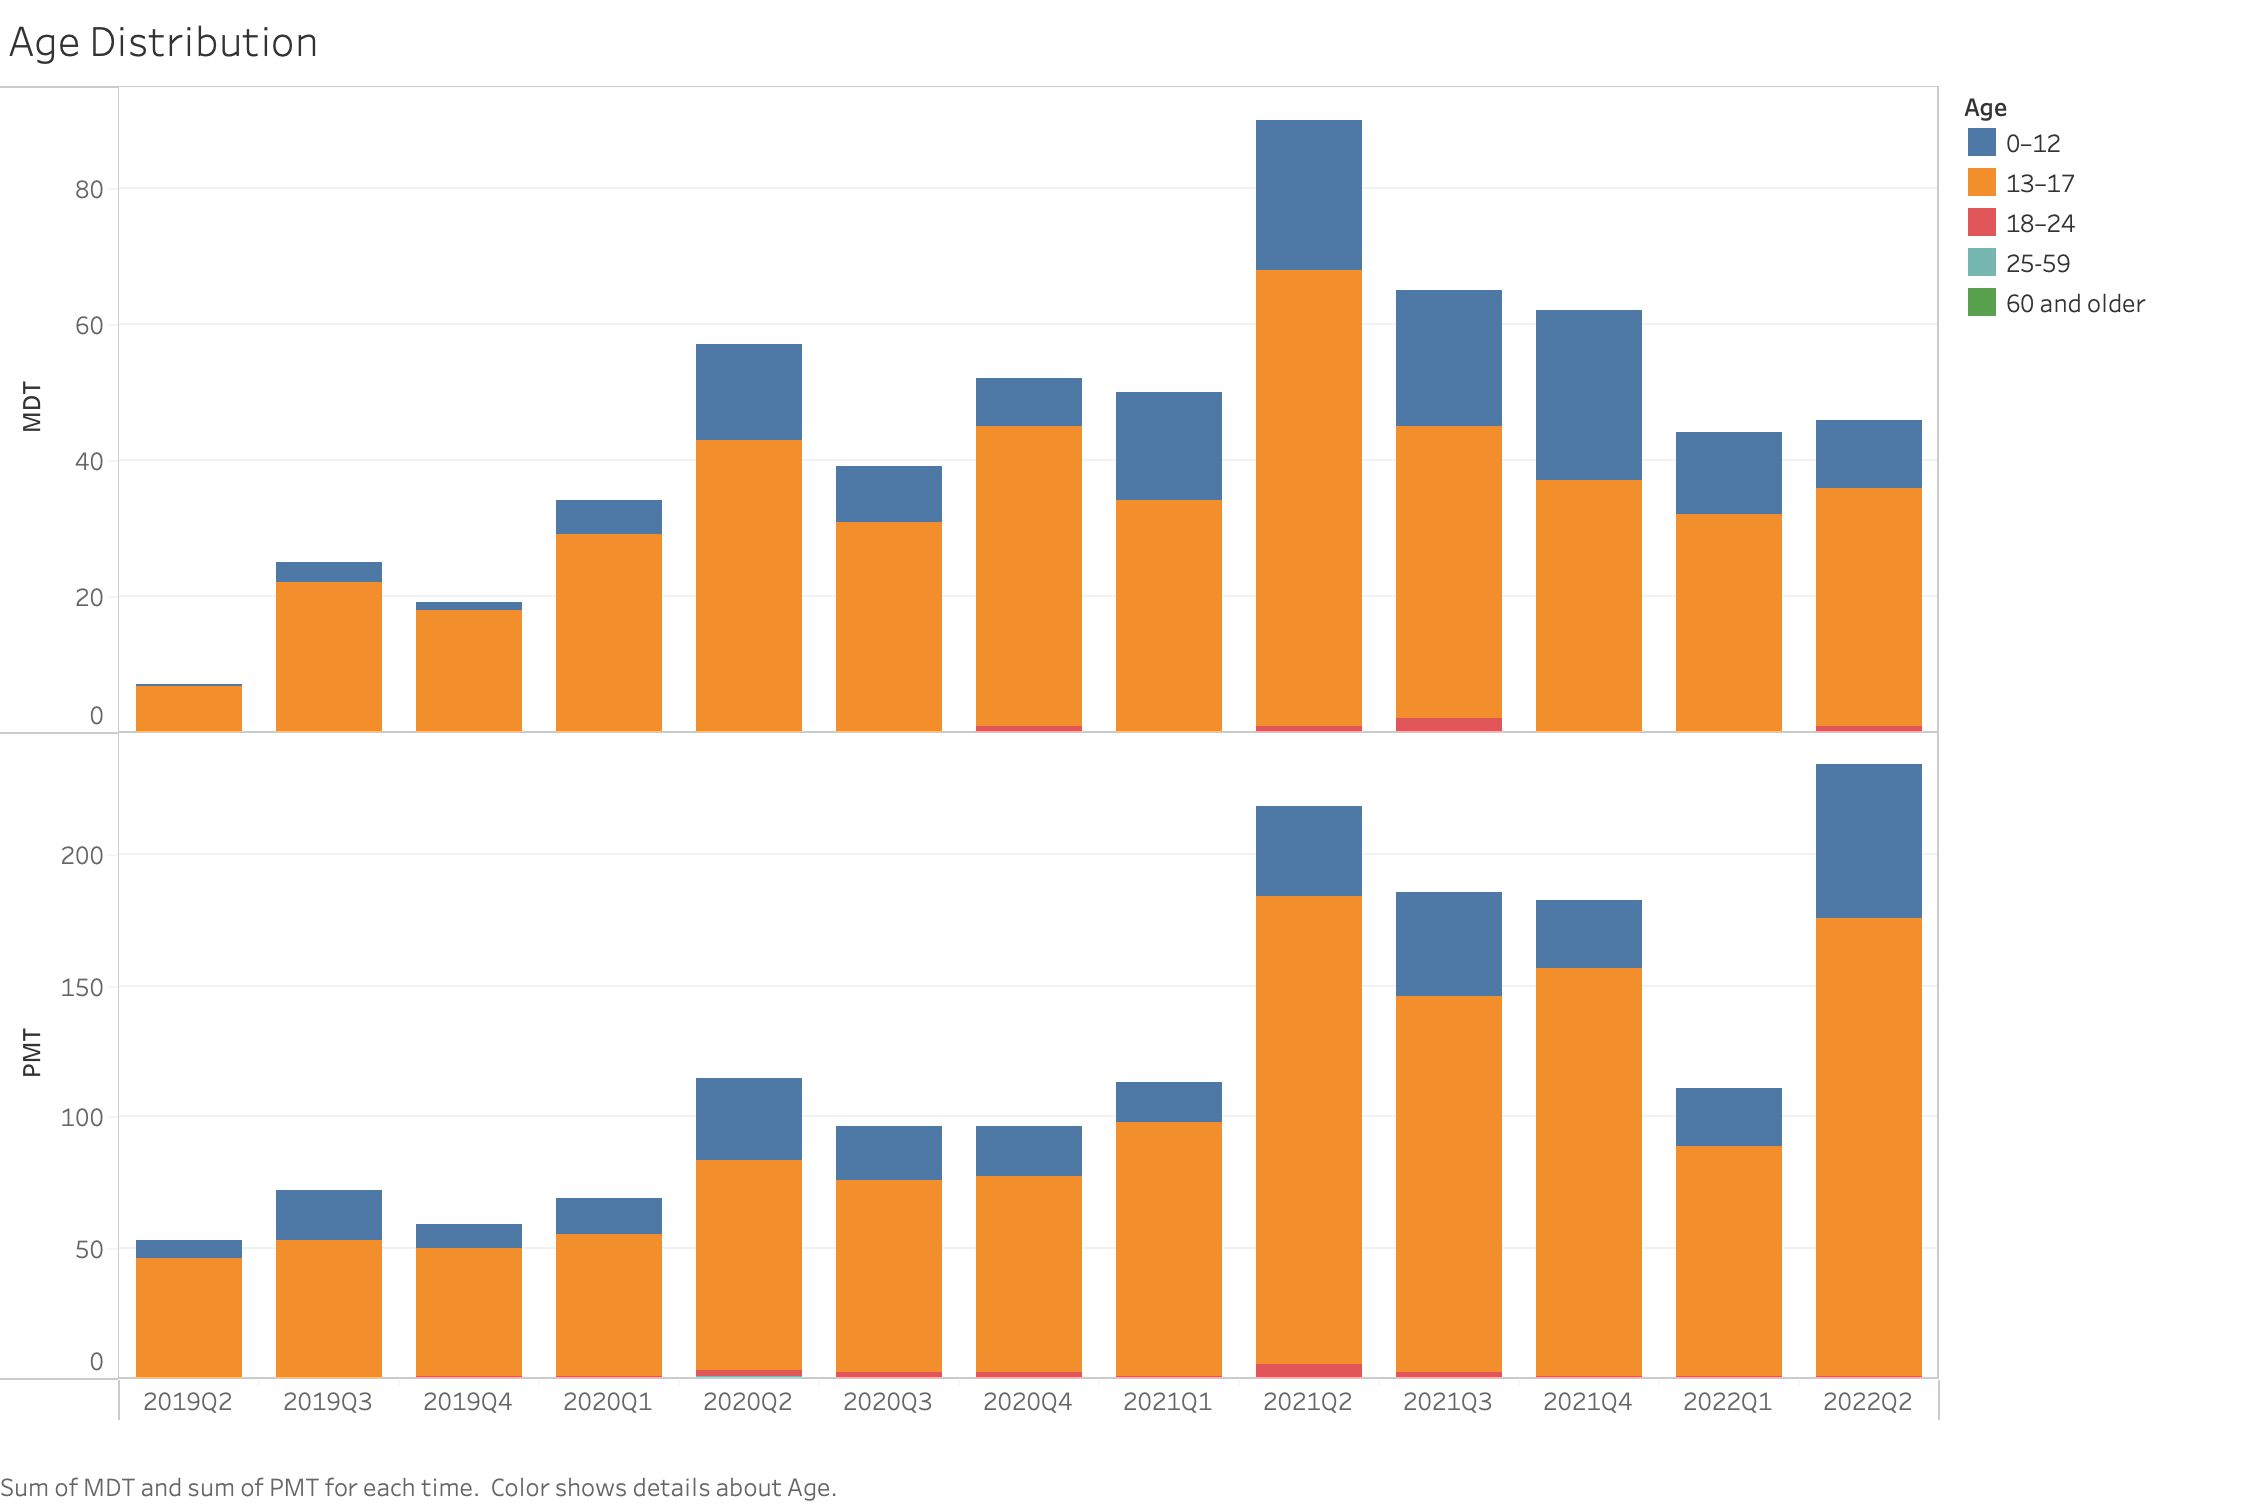 Age Distribution
Age
0–12
13–17
18–24
25-59
60 and older
MDT
80
60
40
20
0
PMT
200
150
100
50
0
2019Q2 2019Q3 2019Q4 2020Q1 2020Q2 2020Q3 2020Q4 2021Q1 2021Q2 2021Q3 2021Q4 2022Q1 2022Q2
Sum of MDT and sum of PMT for each time.  Color shows details about Age.